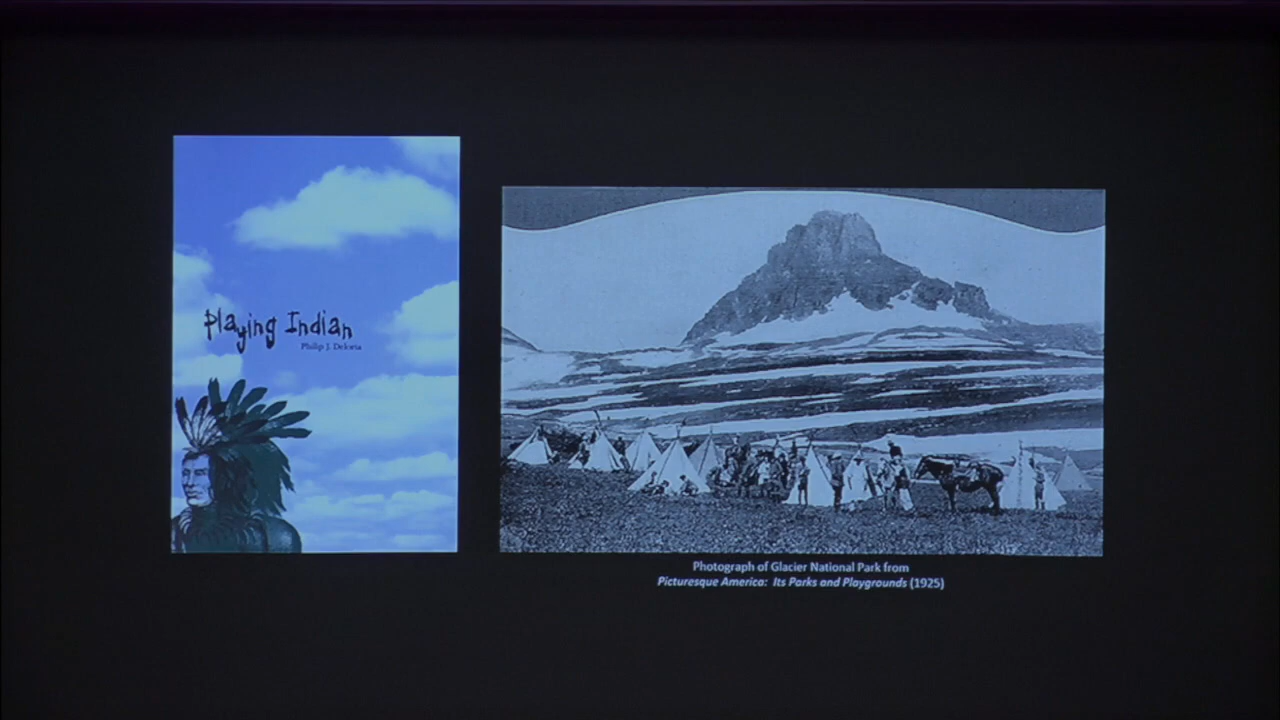 Playing Indian
Philip J. Deloria
Photograph of Glacier National Park from
Picturesque America: Its Parks and Playgrounds (1925)